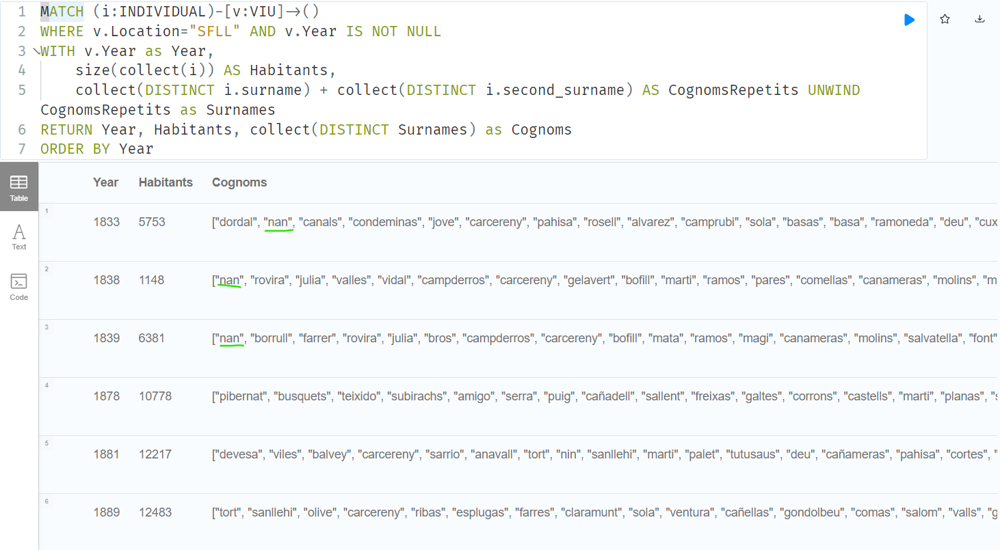 1 MATCH (i:INDIVIDUAL)-[v:VIU]->()
2 WHERE v.Location="SFLL" AND v.Year IS NOT NULL
3 WITH v.Year as Year,
4 size(collect(i)) AS Habitants,
5 collect(DISTINCT i.surname) + collect(DISTINCT i.second_surname) AS CognomsRepetits UNWIND
CognomsRepetits as Surnames
6 RETURN Year, Habitants, collect(DISTINCT Surnames) as Cognoms
7 ORDER BY Year
Table
Text
Code
Year Habitants Cognoms
1
1833 5753 ["dordal", "nan", "canals", "condeminas", "jove", "carcereny", "pahisa", "rosell", "alvarez", "camprubi", "sola", "basas", "basa", "ramoneda", "deu", "cux
2
1838 1148 ["nan", "rovira", "julia", "valles", "vidal", "campderros", "carcereny", "gelavert", "bofill", "marti", "ramos", "pares", "comellas", "canameras", "molins", "m
3
1839 6381 ["nan", "borrull", "farrer", "rovira", "julia", "bros", "campderros", "carcereny", "bofill", "mata", "ramos", "magi", "canameras", "molins", "salvatella", "font"
4
1878 10778 ["pibernat", "busquets", "teixido", "subirachs", "amigo", "serra", "puig", "cañadell", "sallent", "freixas", "galtes", "corrons", "castells", "marti", "planas", "s
5
1881 12217 ["devesa", "viles", "balvey", "carcereny", "sarrio", "anavall", "tort", "nin", "sanllehi", "marti", "palet", "tutusaus", "deu", "cañameras", "pahisa", "cortes", "
6
1889 12483 ["tort", "sanllehi", "olive", "carcereny", "ribas", "esplugas", "farres", "claramunt", "sola", "ventura", "cañellas", "gondolbeu", "comas", "salom", "valls", "g